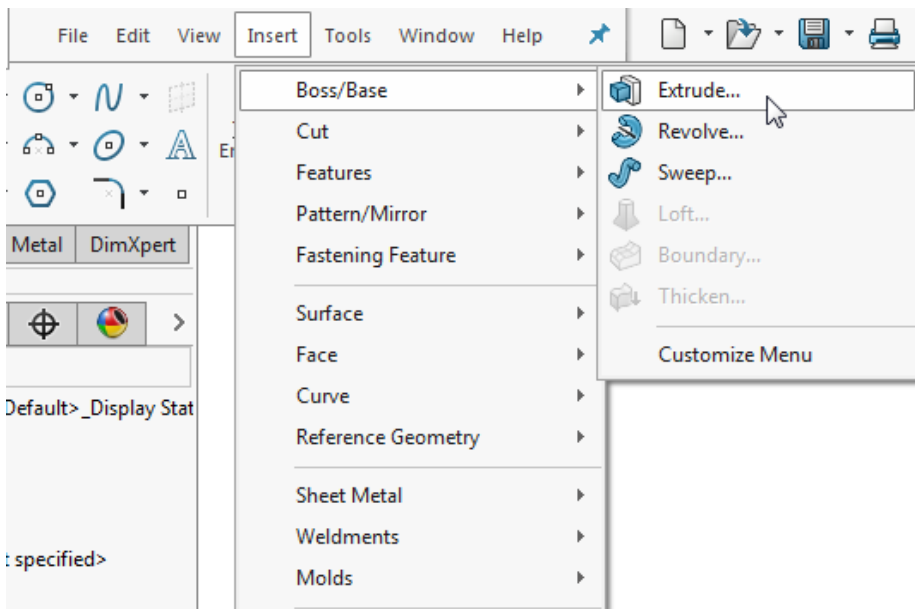 File Edit View Insert Tools Window Help
Boss/Base
Extrude...
Cut
Revolve...
Features
Sweep...
Pattern/Mirror
Loft...
Fastening Feature
Boundary...
Thicken...
Surface
Face
Customize Menu
Curve
Reference Geometry
Sheet Metal
Weldments
Molds
Er
Metal DimXpert
Default>_Display Stat
t specified>